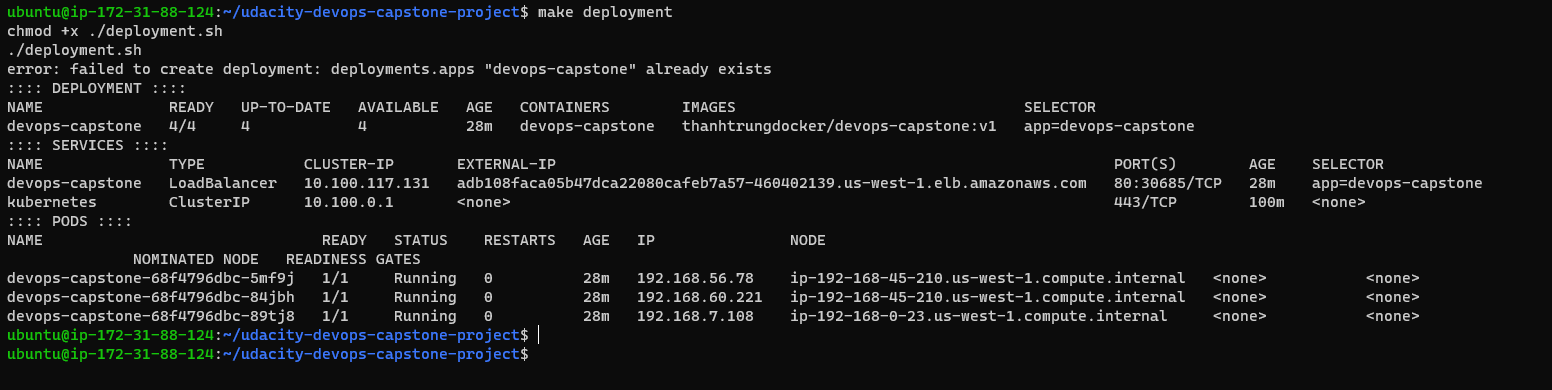 ubuntu@ip-172-31-88-124:~/udacity-devops-capstone-project$ make deployment
chmod +x ./deployment.sh
./deployment.sh
error: failed to create deployment: deployments.apps "devops-capstone" already exists
:::: DEPLOYMENT ::::
NAME              READY   UP-TO-DATE   AVAILABLE   AGE   CONTAINERS        IMAGES                                SELECTOR
devops-capstone   4/4     4            4           28m   devops-capstone   thanhtrungdocker/devops-capstone:v1   app=devops-capstone
:::: SERVICES ::::
NAME              TYPE           CLUSTER-IP       EXTERNAL-IP                                                              PORT(S)        AGE    SELECTOR
devops-capstone   LoadBalancer   10.100.117.131   adb108faca05b47dca22080cafeb7a57-460402139.us-west-1.elb.amazonaws.com   80:30685/TCP   28m    app=devops-capstone
kubernetes        ClusterIP      10.100.0.1       <none>                                                                   443/TCP        100m   <none>
:::: PODS ::::
NAME                               READY   STATUS    RESTARTS   AGE   IP               NODE
              NOMINATED NODE   READINESS GATES
devops-capstone-68f4796dbc-5mf9j   1/1     Running   0          28m   192.168.56.78    ip-192-168-45-210.us-west-1.compute.internal   <none>           <none>
devops-capstone-68f4796dbc-84jbh   1/1     Running   0          28m   192.168.60.221   ip-192-168-45-210.us-west-1.compute.internal   <none>           <none>
devops-capstone-68f4796dbc-89tj8   1/1     Running   0          28m   192.168.7.108    ip-192-168-0-23.us-west-1.compute.internal     <none>           <none>
ubuntu@ip-172-31-88-124:~/udacity-devops-capstone-project$
ubuntu@ip-172-31-88-124:~/udacity-devops-capstone-project$